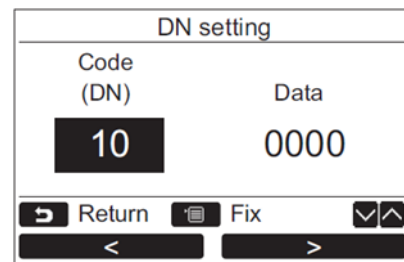 DN setting
Code
(DN) Data
10 0000
Return Fix
< >